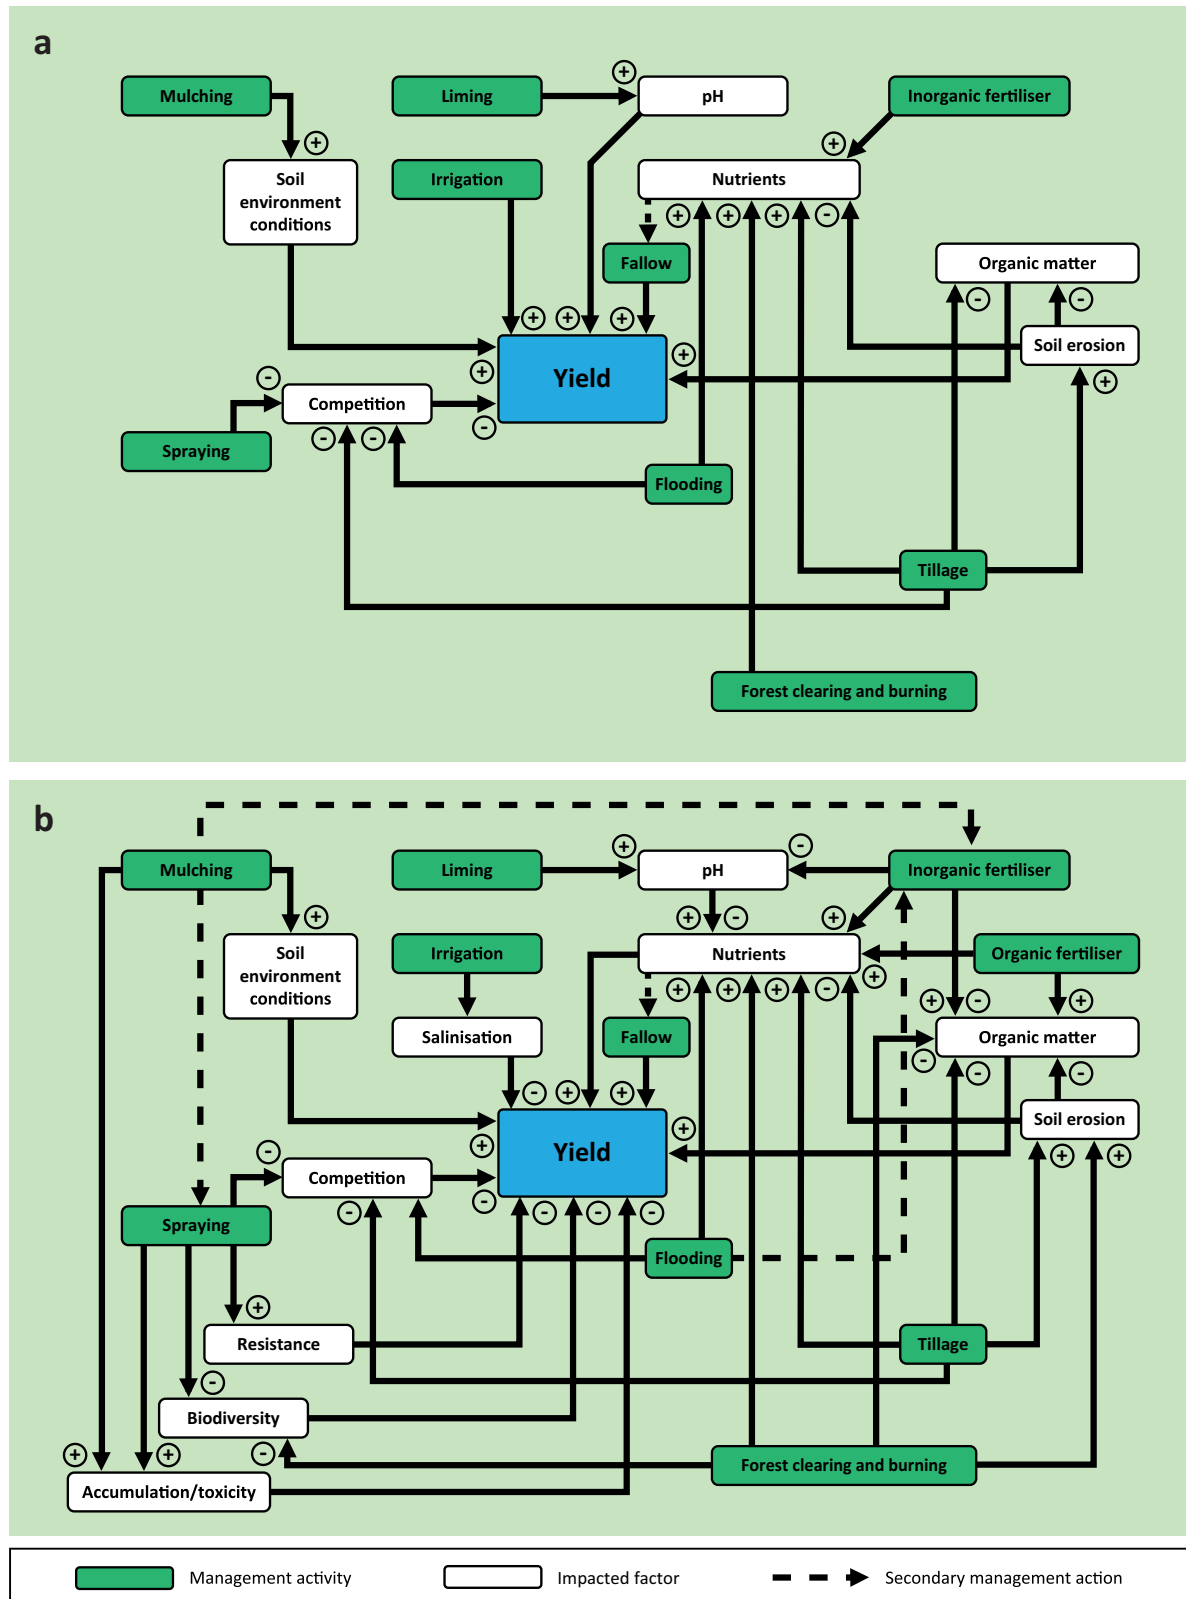 a
Mulching
Liming
+
pH
Inorganic fertiliser
+
+
Soil
environment
conditions
Irrigation
Nutrients
+
+
+
-
Fallow
Organic matter
-
-
+
+
+
Soil erosion
+
+
Yield
+
-
Competition
-
Spraying
-
-
Flooding
Tillage
Forest clearing and burning
b
Mulching
Liming
+
pH
-
Inorganic fertiliser
+
+
-
+
Soil
environment
conditions
Irrigation
Nutrients
Organic fertiliser
+
+
+
-
+
+
-
+
Salinisation
Fallow
Organic matter
-
-
-
-
+
+
Soil erosion
+
+
Yield
+
+
-
Competition
-
-
-
-
-
Spraying
Flooding
+
Resistance
Tillage
-
Biodiversity
+
+
-
Forest clearing and burning
Accumulation/toxicity
Management activity
Impacted factor
Secondary management action